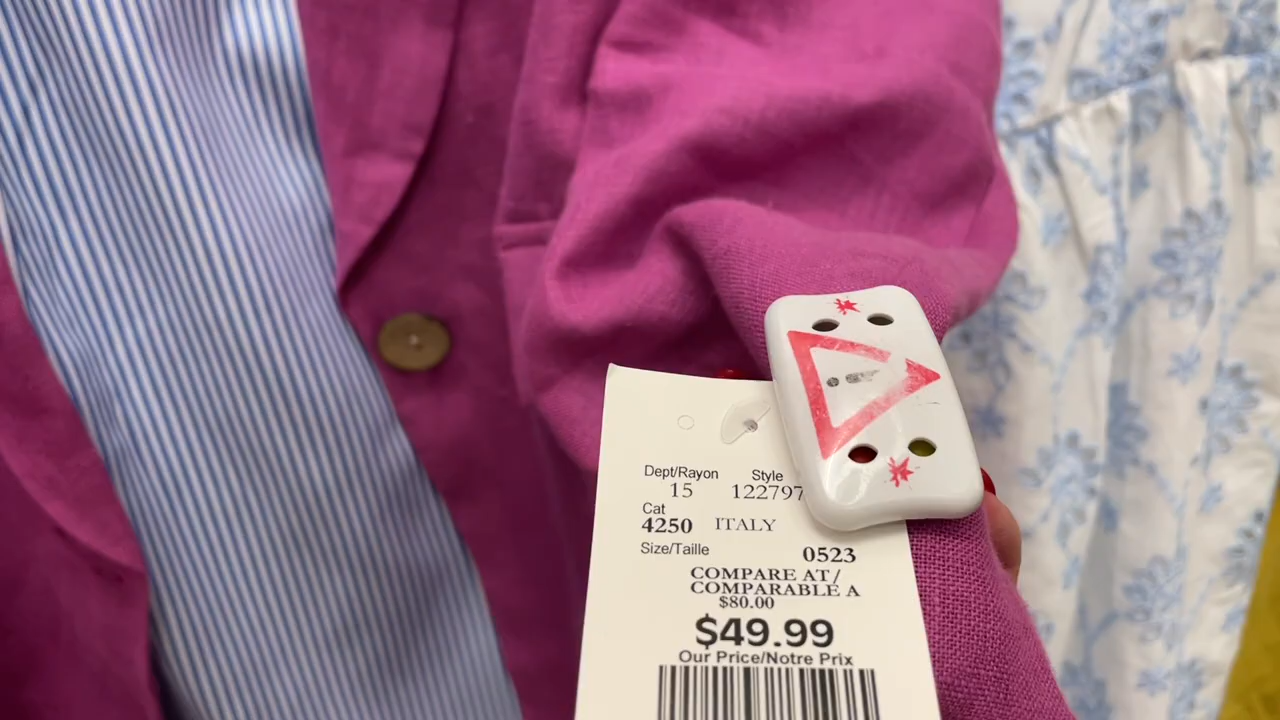 Dept/Rayon Style
15 122797
Cat
4250 ITALY
Size/Taille
0523
COMPARE AT/
COMPARABLE A
$80.00
$49.99
Our Price/Notre Prix